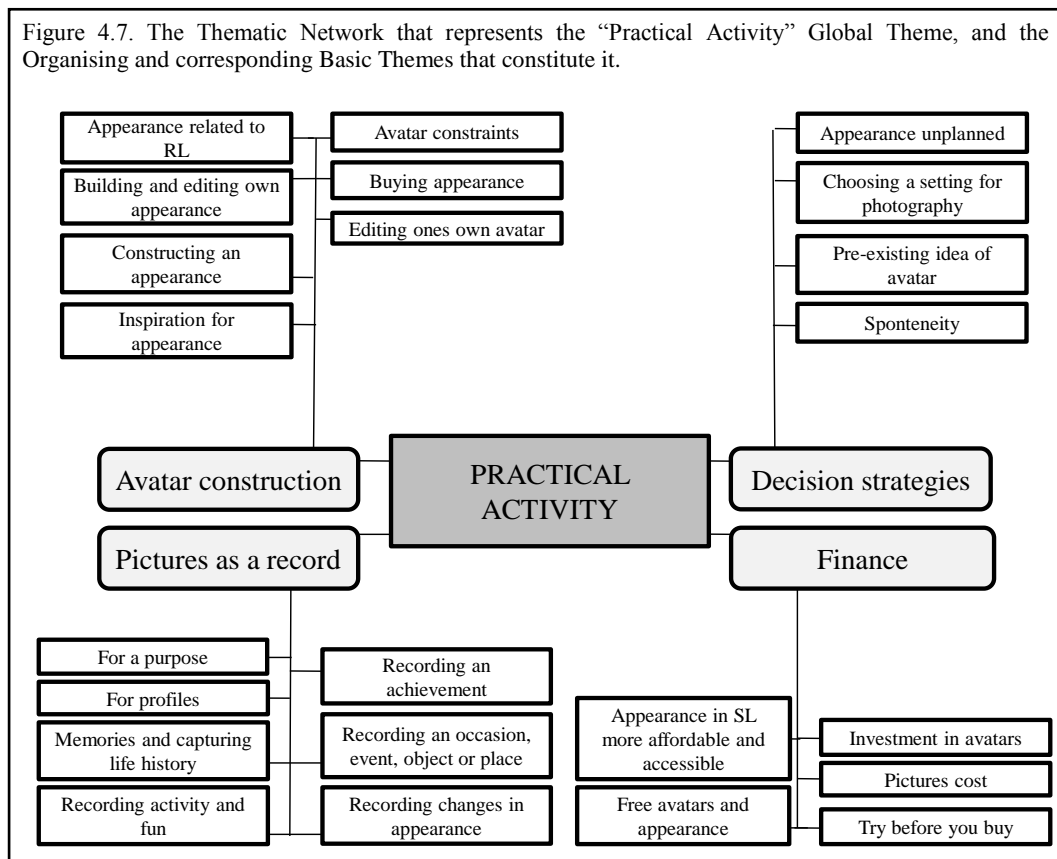 Figure 4.7. The Thematic Network that represents the “Practical Activity” Global Theme, and the
Organising and corresponding Basic Themes that constitute it.
Appearance related to
RL
Building and editing own
appearance
Constructing an
appearance
Inspiration for
appearance
Avatar constraints
Buying appearance
Editing ones own avatar
Appearance unplanned
Choosing a setting for
photography
Pre-existing idea of
avatar
Sponteneity
Avatar construction
PRACTICAL
ACTIVITY
Decision strategies
Pictures as a record
Finance
For a purpose
For profiles
Memories and capturing
life history
Recording activity and
fun
Recording an
achievement
Recording an occasion,
event, object or place
Recording changes in
appearance
Appearance in SL
more affordable and
accessible
Free avatars and
appearance
Investment in avatars
Pictures cost
Try before you buy